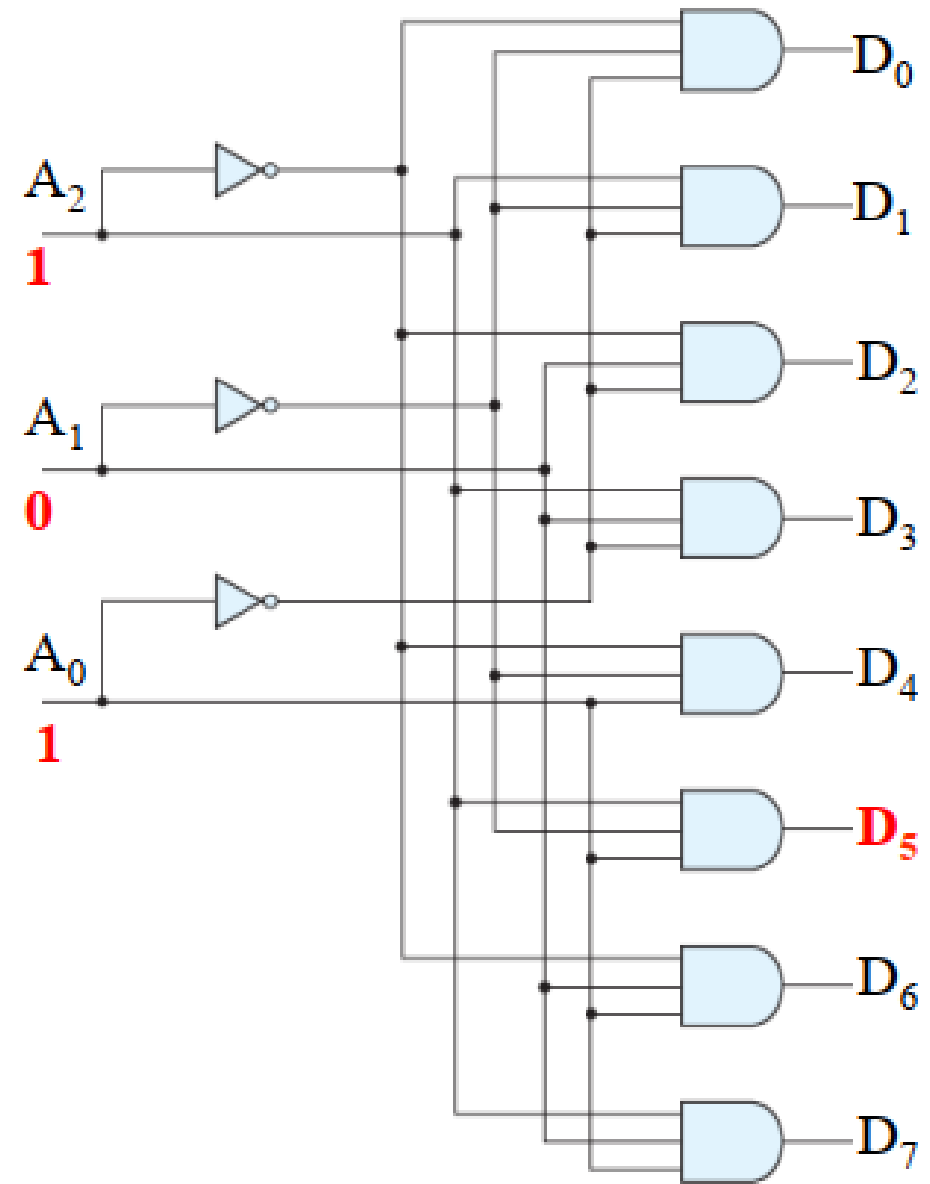 D₀
A₂
D₁
1
D₂
A₁
0
D₃
A₀
D₄
1
D₅
D₆
D₇